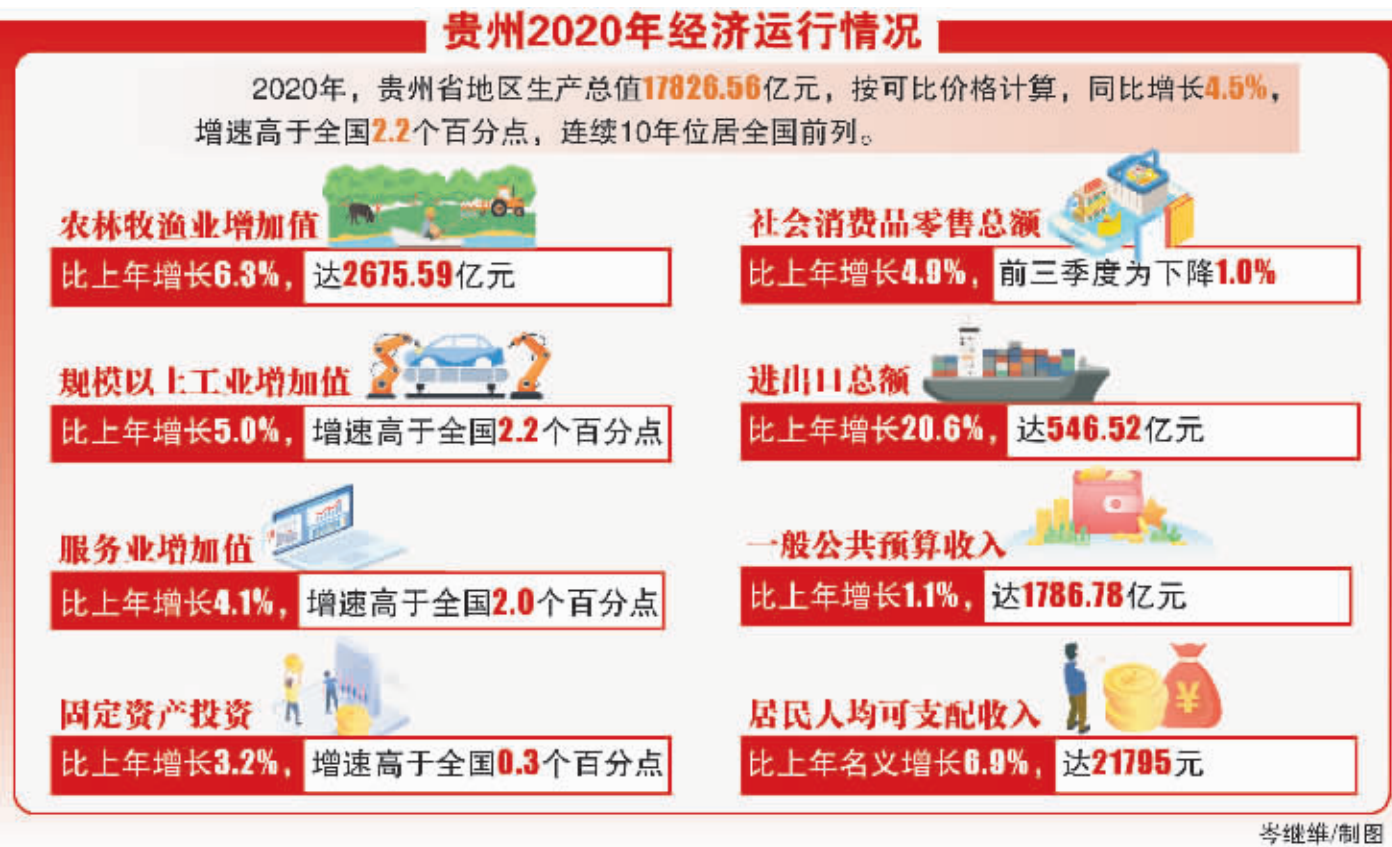 贵州2020年经济运行情况
2020年，贵州省地区生产总值17826.56亿元，按可比价格计算，同比增长4.5%，
增速高于全国2.2个百分点，连续10年位居全国前列。
农林牧渔业增加值
比上年增长6.3%，达2675.59亿元
规模以上工业增加值
比上年增长5.0%，增速高于全国2.2个百分点
服务业增加值
比上年增长4.1%，增速高于全国2.0个百分点
固定资产投资
比上年增长3.2%，增速高于全国0.3个百分点
社会消费品零售总额
比上年增长4.9%，前三季度为下降1.0%
进出口总额
比上年增长20.6%，达546.52亿元
一般公共预算收入
比上年增长1.1%，达1786.78亿元
居民人均可支配收入
比上年名义增长6.9%，达21795元
岑继维/制图